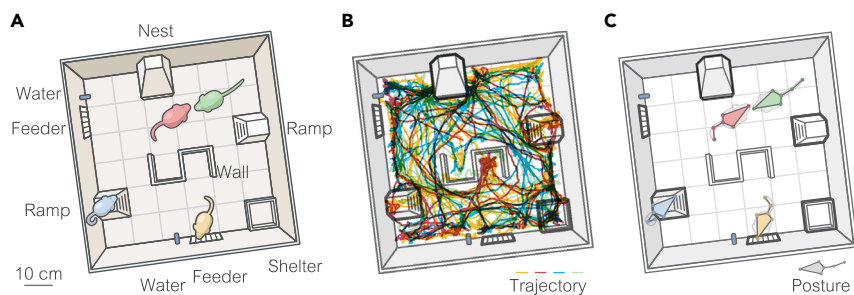 A
B
C
Nest
Water
Feeder
Ramp
Wall
Ramp
10 cm
Water
Feeder
Shelter
Trajectory
Posture